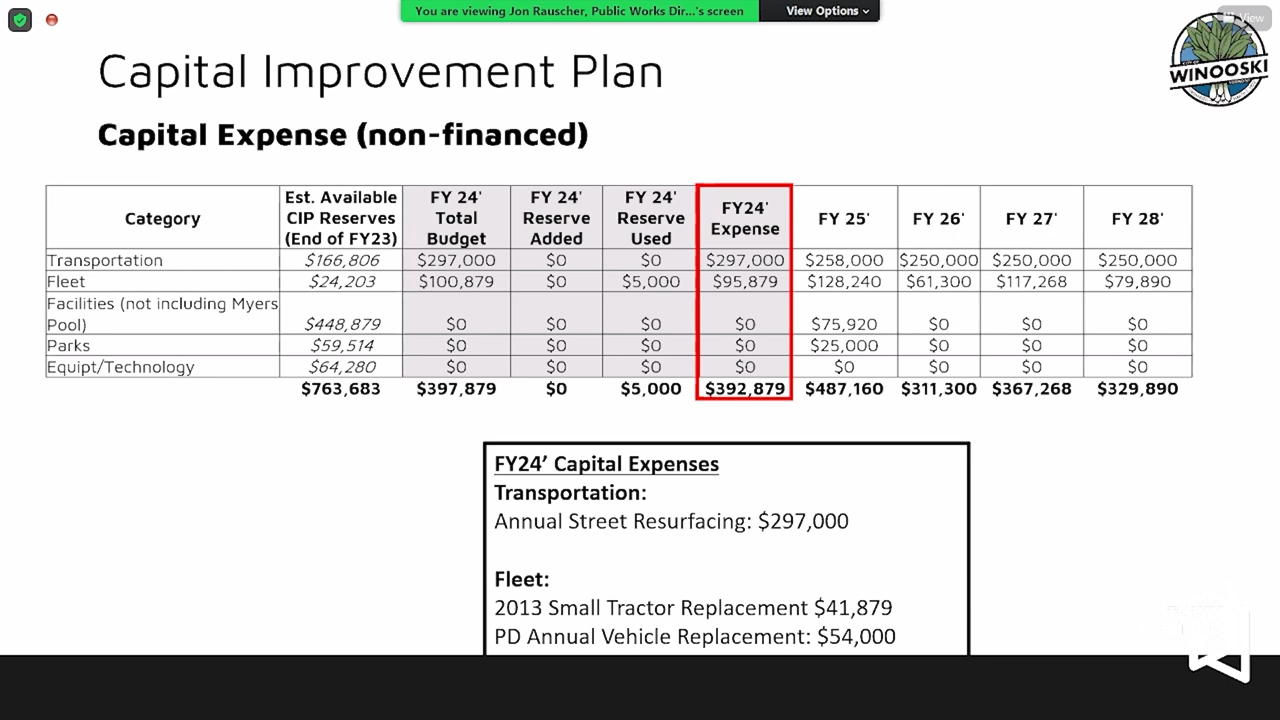 You are viewing Jon Rauscher, Public Works Dir...'s screen
View Options
View
WINOOSKI
Capital Improvement Plan
Capital Expense (non-financed)
Category Est. Available CIP Reserves (End of FY23) FY 24' Total Budget FY 24' Reserve Added FY 24' Reserve Used FY24' Expense FY 25' FY 26' FY 27' FY 28'
Transportation $166,806 $297,000 $0 $0 $297,000 $258,000 $250,000 $250,000 $250,000
Fleet $24,203 $100,879 $0 $5,000 $95,879 $128,240 $61,300 $117,268 $79,890
Facilities (not including Myers Pool) $448,879 $0 $0 $0 $0 $75,920 $0 $0 $0
Parks $59,514 $0 $0 $0 $0 $25,000 $0 $0 $0
Equipt/Technology $64,280 $0 $0 $0 $0 $0 $0 $0 $0
$763,683 $397,879 $0 $5,000 $392,879 $487,160 $311,300 $367,268 $329,890
FY24’ Capital Expenses
Transportation:
Annual Street Resurfacing: $297,000
Fleet:
2013 Small Tractor Replacement $41,879
PD Annual Vehicle Replacement: $54,000